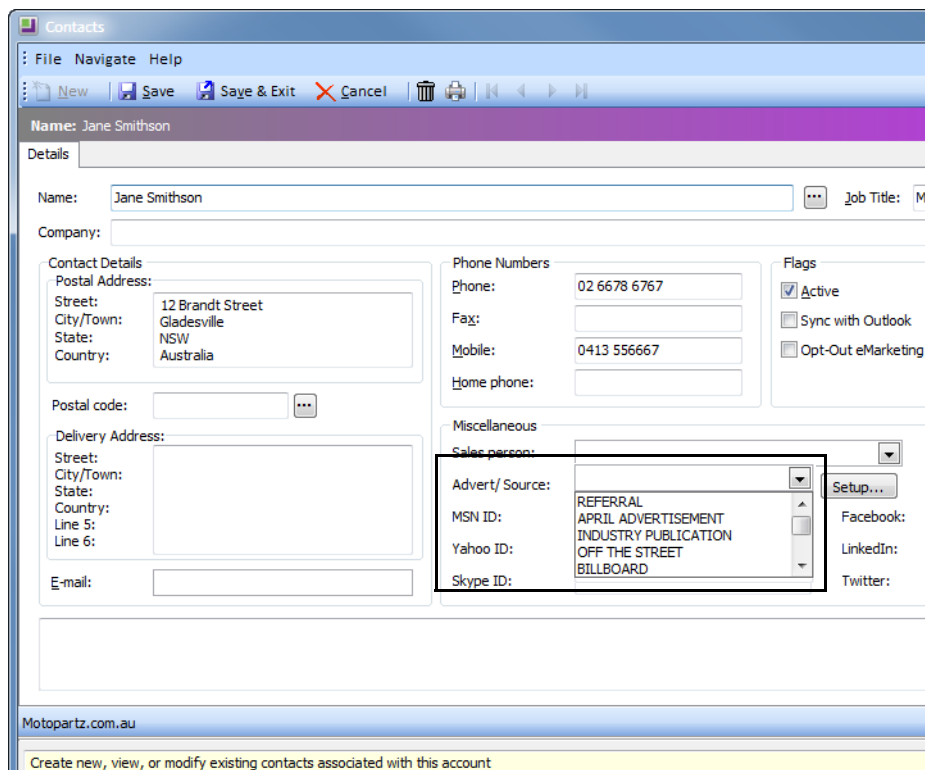 Contacts
File Navigate Help
New Save Save & Exit Cancel
Name: Jane Smithson
Details
Name: Jane Smithson ... Job Title: M
Company:
Contact Details
Postal Address:
Street: 12 Brandt Street
City/Town: Gladesville
State: NSW
Country: Australia
Postal code: ...
Delivery Address:
Street:
City/Town:
State:
Country:
Line 5:
Line 6:
E-mail:
Phone Numbers
Phone: 02 6678 6767
Fax:
Mobile: 0413 556667
Home phone:
Flags
Active
Sync with Outlook
Opt-Out eMarketing
Miscellaneous
Sales person:
Advert/ Source: Setup...
REFERRAL
APRIL ADVERTISEMENT
INDUSTRY PUBLICATION
OFF THE STREET
BILLBOARD
MSN ID:
Yahoo ID:
Skype ID:
Facebook:
LinkedIn:
Twitter:
Motopartz.com.au
Create new, view, or modify existing contacts associated with this account